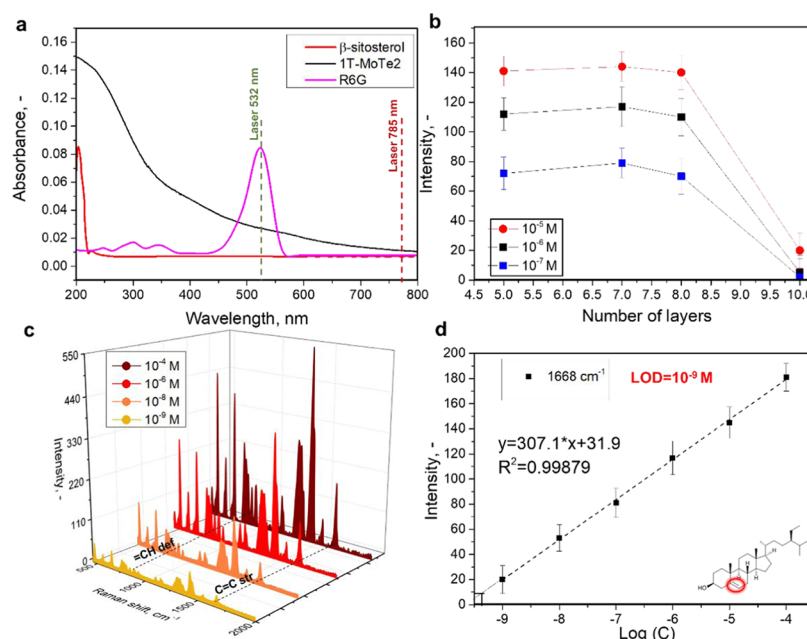 a
0.16
0.14
0.12
0.10
0.08
0.06
0.04
0.02
0.00
Absorbance, -
β-sitosterol
1T-MoTe2
R6G
Laser 532 nm
Laser 785 nm
200 300 400 500 600 700 800
Wavelength, nm
b
160
140
120
100
80
60
40
20
0
Intensity, -
10-5 M
10-6 M
10-7 M
4.5 5.0 5.5 6.0 6.5 7.0 7.5 8.0 8.5 9.0 9.5 10.0
Number of layers
c
550
440
330
220
110
0
Intensity, -
10-4 M
10-6 M
10-8 M
10-9 M
=CH def
C=C str
500
1000
1500
2000
Raman shift, cm-1
d
200
180
160
140
120
100
80
60
40
20
0
Intensity, -
1668 cm-1
LOD=10-9 M
y=307.1*x+31.9
R2=0.99879
HO
H
H
H
-9 -8 -7 -6 -5 -4
Log (C)